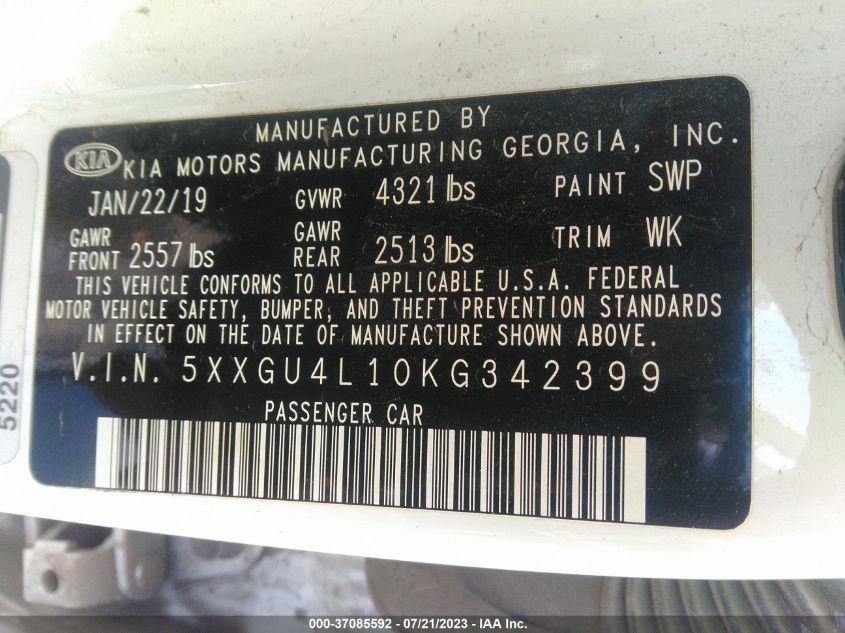 MANUFACTURED BY
KIA KIA MOTORS MANUFACTURING GEORGIA, INC.
JAN/22/19 GVWR 4321 lbs PAINT SWP
GAWR FRONT 2557 lbs GAWR REAR 2513 lbs TRIM WK
THIS VEHICLE CONFORMS TO ALL APPLICABLE U.S.A. FEDERAL
MOTOR VEHICLE SAFETY, BUMPER, AND THEFT PREVENTION STANDARDS
IN EFFECT ON THE DATE OF MANUFACTURE SHOWN ABOVE.
V.I.N. 5XXGU4L10KG342399
PASSENGER CAR
5220
000-37085592 - 07/21/2023 - IAA Inc.